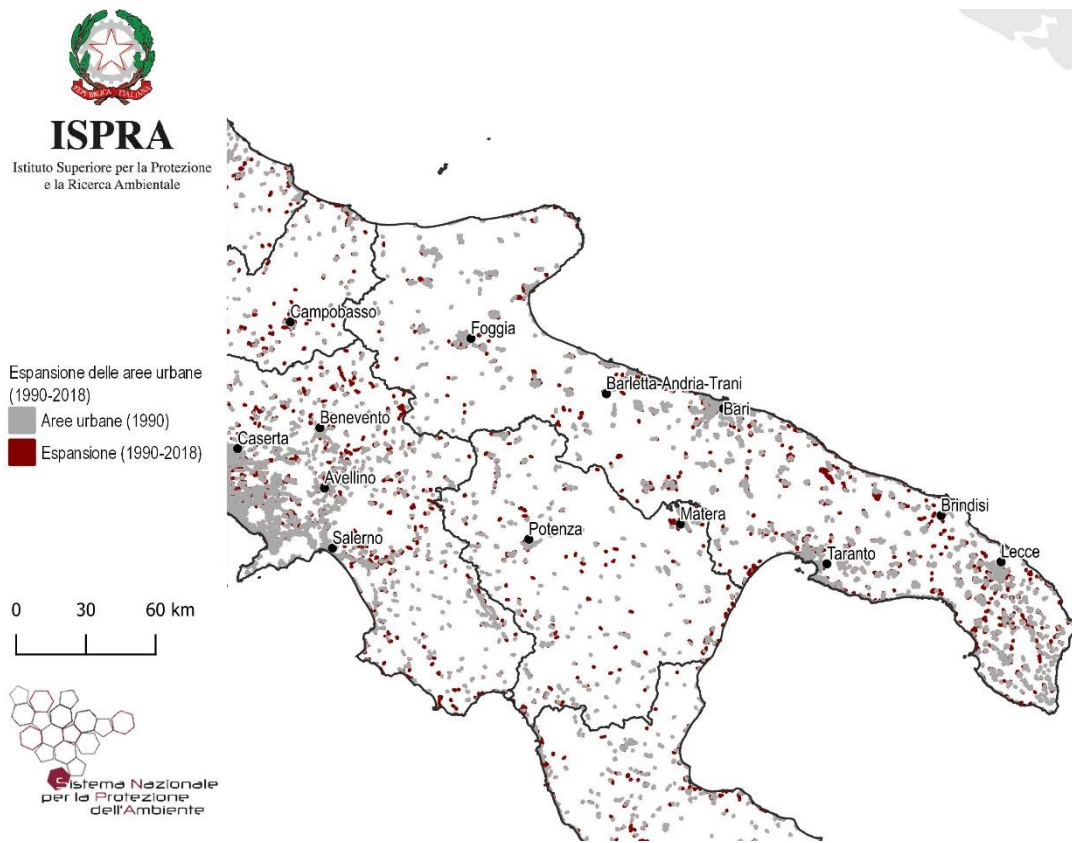 REPVBBLICA ITALIANA
ISPRA
Istituto Superiore per la Protezione
e la Ricerca Ambientale
Espansione delle aree urbane
(1990-2018)
Aree urbane (1990)
Espansione (1990-2018)
0 30 60 km
Sistema Nazionale
per la Protezione
dell'Ambiente
Campobasso
Foggia
Barletta-Andria-Trani
Bari
Benevento
Caserta
Avellino
Salerno
Potenza
Matera
Brindisi
Taranto
Lecce